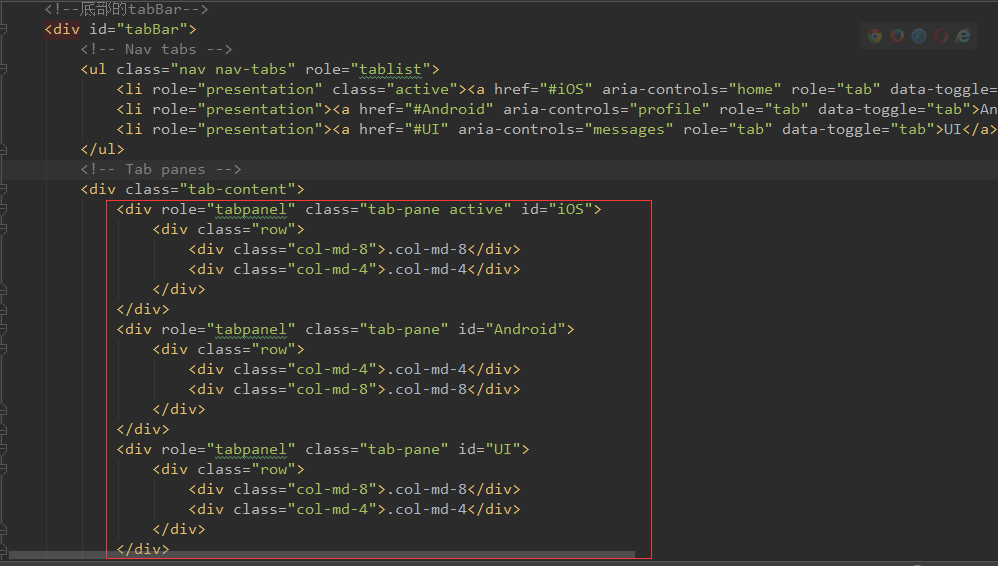 <!--底部的tabBar-->
<div id="tabBar">
<!-- Nav tabs -->
<ul class="nav nav-tabs" role="tablist">
<li role="presentation" class="active"><a href="#iOS" aria-controls="home" role="tab" data-toggle=
<li role="presentation"><a href="#Android" aria-controls="profile" role="tab" data-toggle="tab">An
<li role="presentation"><a href="#UI" aria-controls="messages" role="tab" data-toggle="tab">UI</a>
</ul>
<!-- Tab panes -->
<div class="tab-content">
<div role="tabpanel" class="tab-pane active" id="iOS">
<div class="row">
<div class="col-md-8">.col-md-8</div>
<div class="col-md-4">.col-md-4</div>
</div>
</div>
<div role="tabpanel" class="tab-pane" id="Android">
<div class="row">
<div class="col-md-4">.col-md-4</div>
<div class="col-md-8">.col-md-8</div>
</div>
</div>
<div role="tabpanel" class="tab-pane" id="UI">
<div class="row">
<div class="col-md-8">.col-md-8</div>
<div class="col-md-4">.col-md-4</div>
</div>
</div>